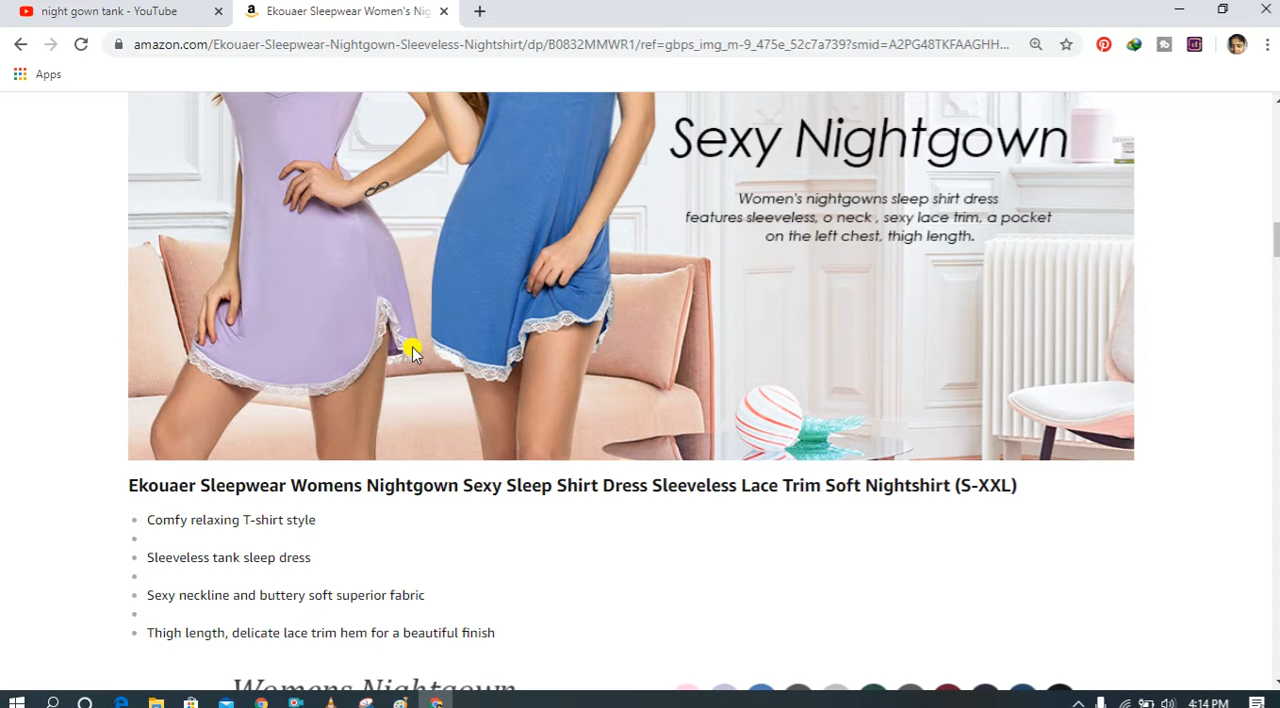 night gown tank - YouTube
Ekouaer Sleepwear Women's Nig
amazon.com/Ekouaer-Sleepwear-Nightgown-Sleeveless-Nightshirt/dp/B0832MMWR1/ref=gbps_img_m-9_475e_52c7a739?smid=A2PG48TKFAAGHH...
Apps
Sexy Nightgown
Women's nightgowns sleep shirt dress
features sleeveless, o neck , sexy lace trim, a pocket
on the left chest, thigh length.
Ekouaer Sleepwear Womens Nightgown Sexy Sleep Shirt Dress Sleeveless Lace Trim Soft Nightshirt (S-XXL)
Comfy relaxing T-shirt style
Sleeveless tank sleep dress
Sexy neckline and buttery soft superior fabric
Thigh length, delicate lace trim hem for a beautiful finish
Womens Nightgown
4:14 PM